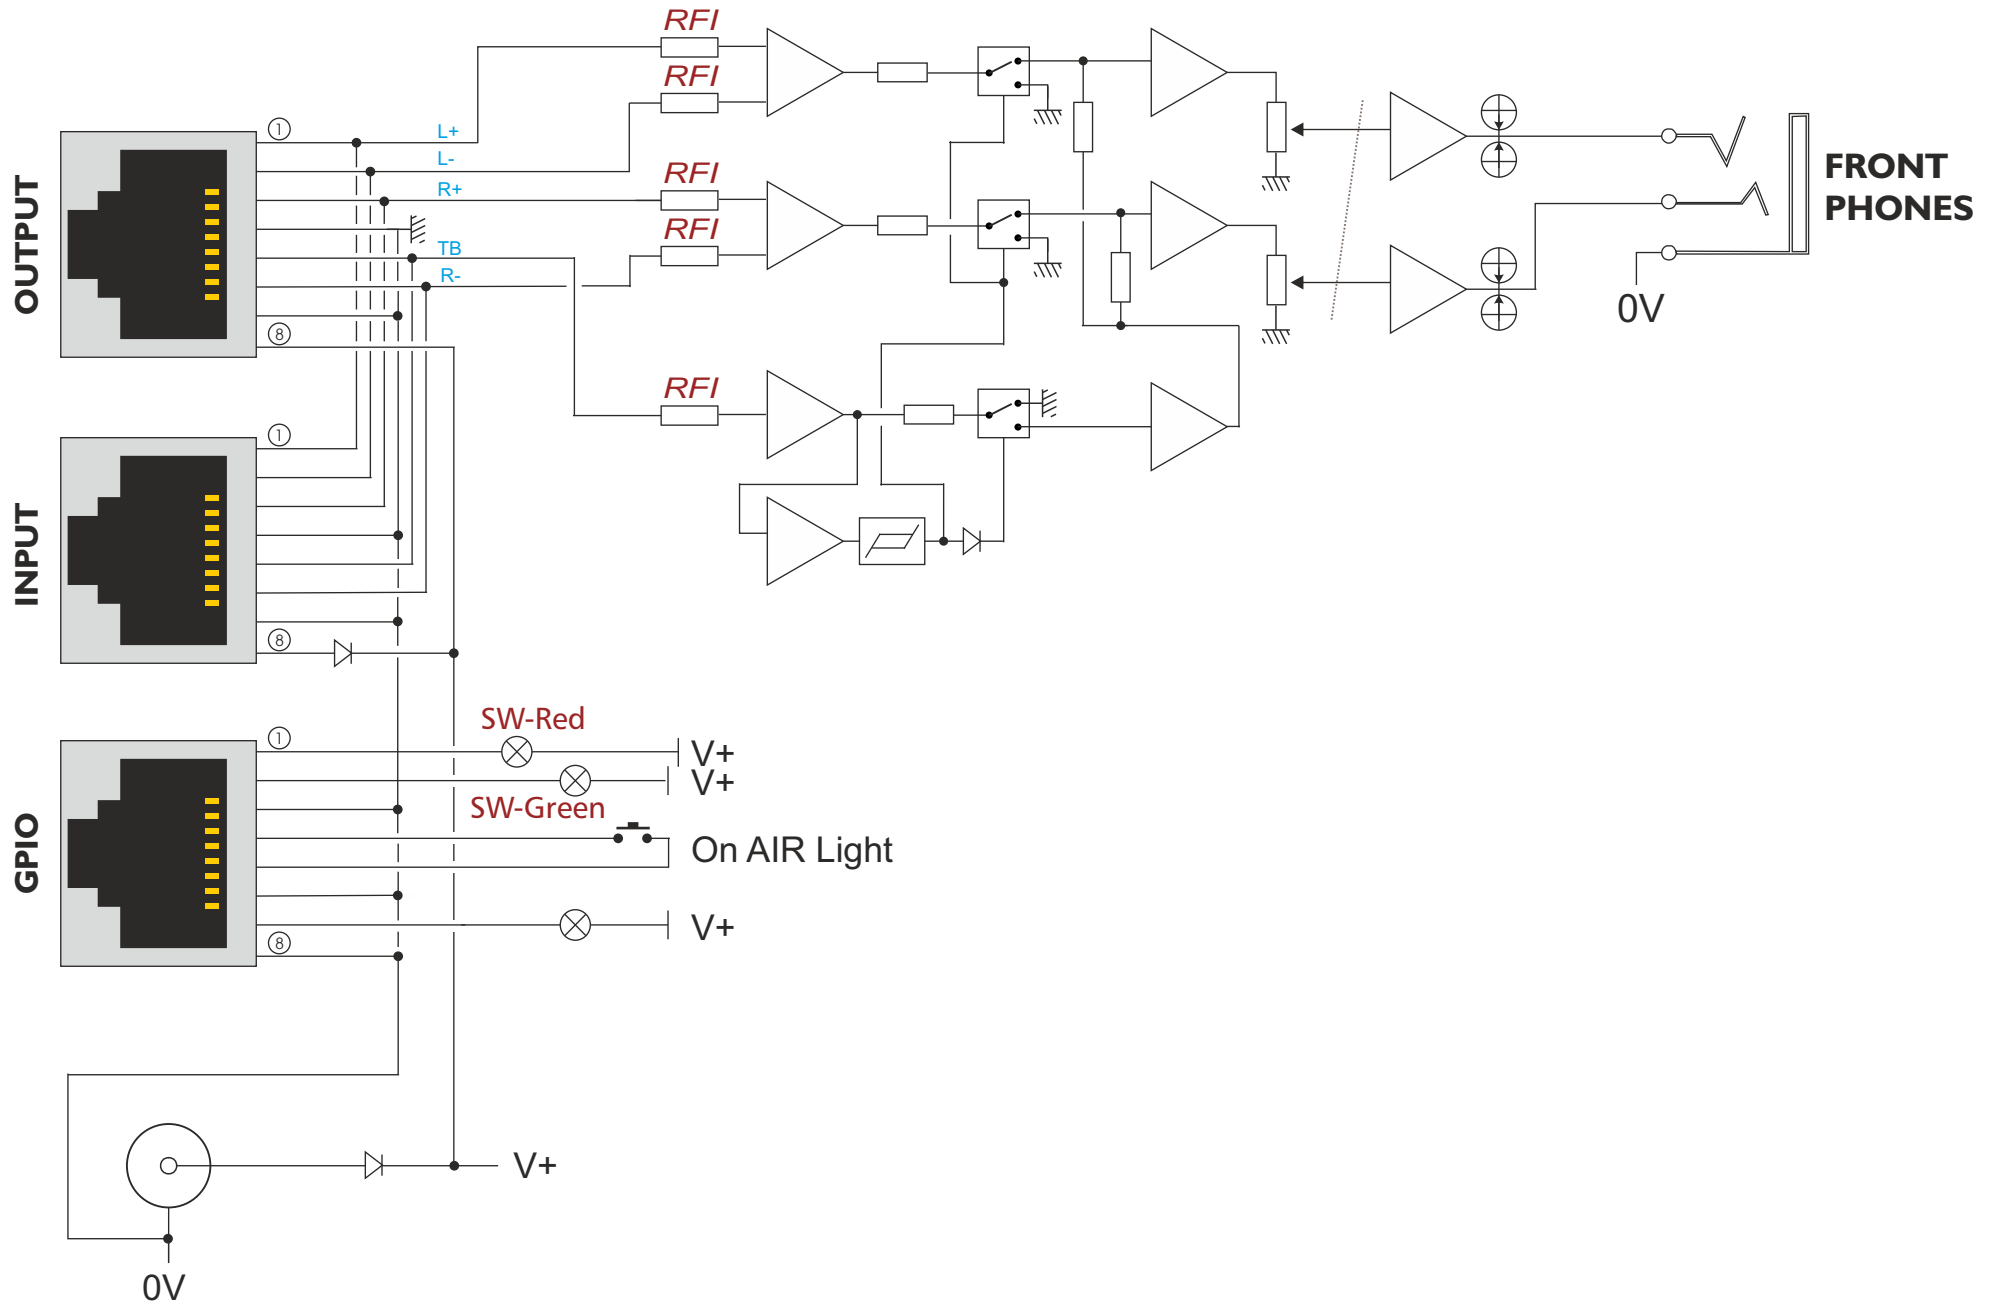 RFI
RFI
①
L+
L-
R+
TB
R-
⑧
OUTPUT
RFI
RFI
FRONT
PHONES
0V
RFI
①
INPUT
⑧
SW-Red
①
V+
V+
SW-Green
On AIR Light
GPIO
V+
⑧
V+
0V